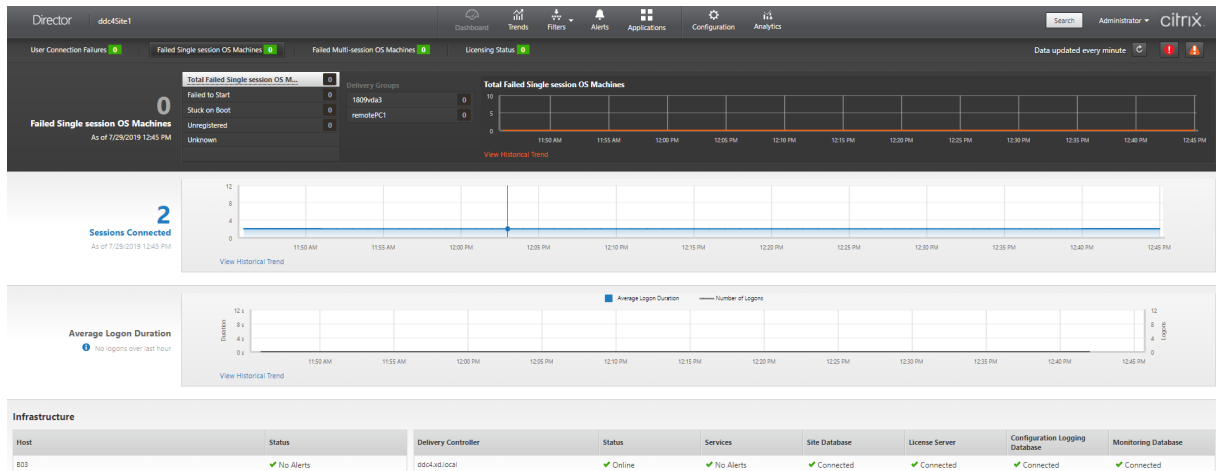 Director ddc4Site1 Dashboard Trends Filters Alerts Applications Configuration Analytics Search Administrator citrix
User Connection Failures 0 Failed Single session OS Machines 0 Failed Multi-session OS Machines 0 Licensing Status 0 Data updated every minute
0
Failed Single session OS Machines
As of 7/29/2019 12:45 PM
Total Failed Single session OS M... 0
Failed to Start 0
Stuck on Boot 0
Unregistered 0
Unknown
Delivery Groups
1809vda3 0
remotePC1 0
Total Failed Single session OS Machines
10
5
0
11:50 AM 11:55 AM 12:00 PM 12:05 PM 12:10 PM 12:15 PM 12:20 PM 12:25 PM 12:30 PM 12:35 PM 12:40 PM 12:45 PM
View Historical Trend
2
Sessions Connected
As of 7/29/2019 12:45 PM
12
8
4
0
11:50 AM 11:55 AM 12:00 PM 12:05 PM 12:10 PM 12:15 PM 12:20 PM 12:25 PM 12:30 PM 12:35 PM 12:40 PM 12:45 PM
View Historical Trend
Average Logon Duration
No logons over last hour
Average Logon Duration Number of Logons
Duration
12 s
8 s
4 s
0 s
12
8
4
0
Logons
11:50 AM 11:55 AM 12:00 PM 12:05 PM 12:10 PM 12:15 PM 12:20 PM 12:25 PM 12:30 PM 12:35 PM 12:40 PM 12:45 PM
View Historical Trend
Infrastructure
Host Status Delivery Controller Status Services Site Database License Server Configuration Logging Database Monitoring Database
B03 No Alerts ddc4.xd.local Online No Alerts Connected Connected Connected Connected